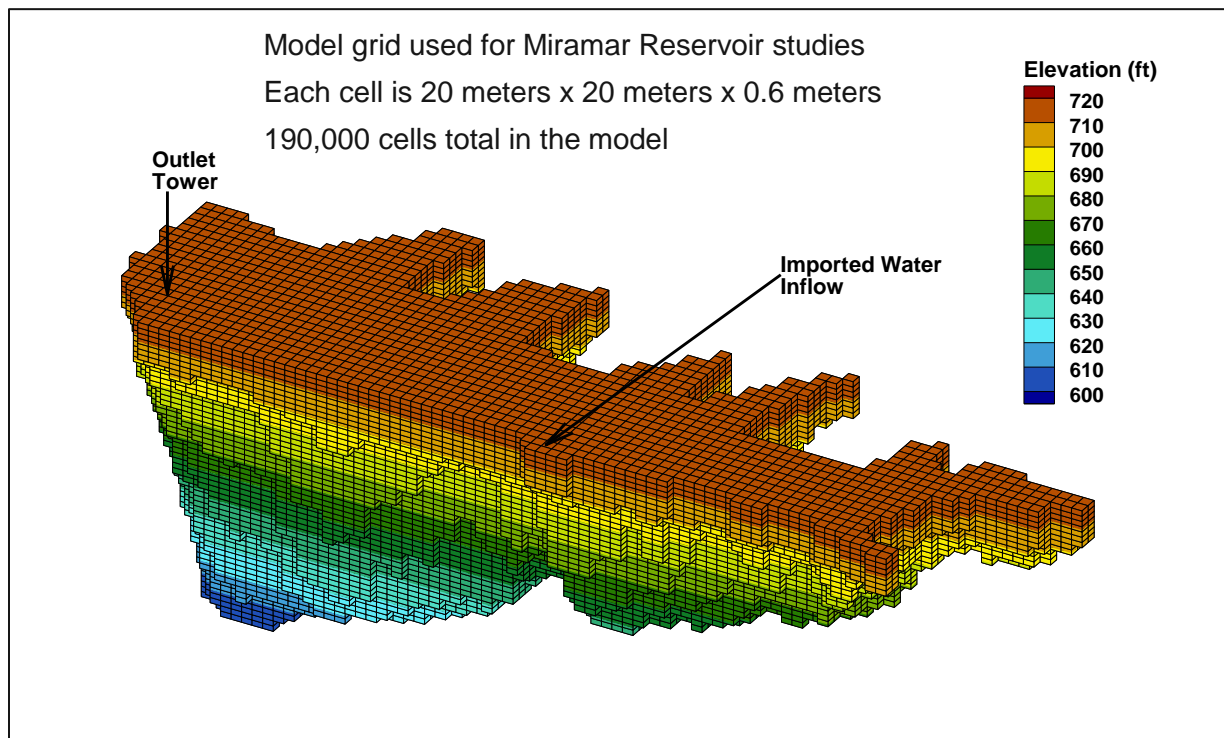 Model grid used for Miramar Reservoir studies
Each cell is 20 meters x 20 meters x 0.6 meters
190,000 cells total in the model
Elevation (ft)
720
710
700
690
680
670
660
650
640
630
620
610
600
Outlet
Tower
Imported Water
Inflow